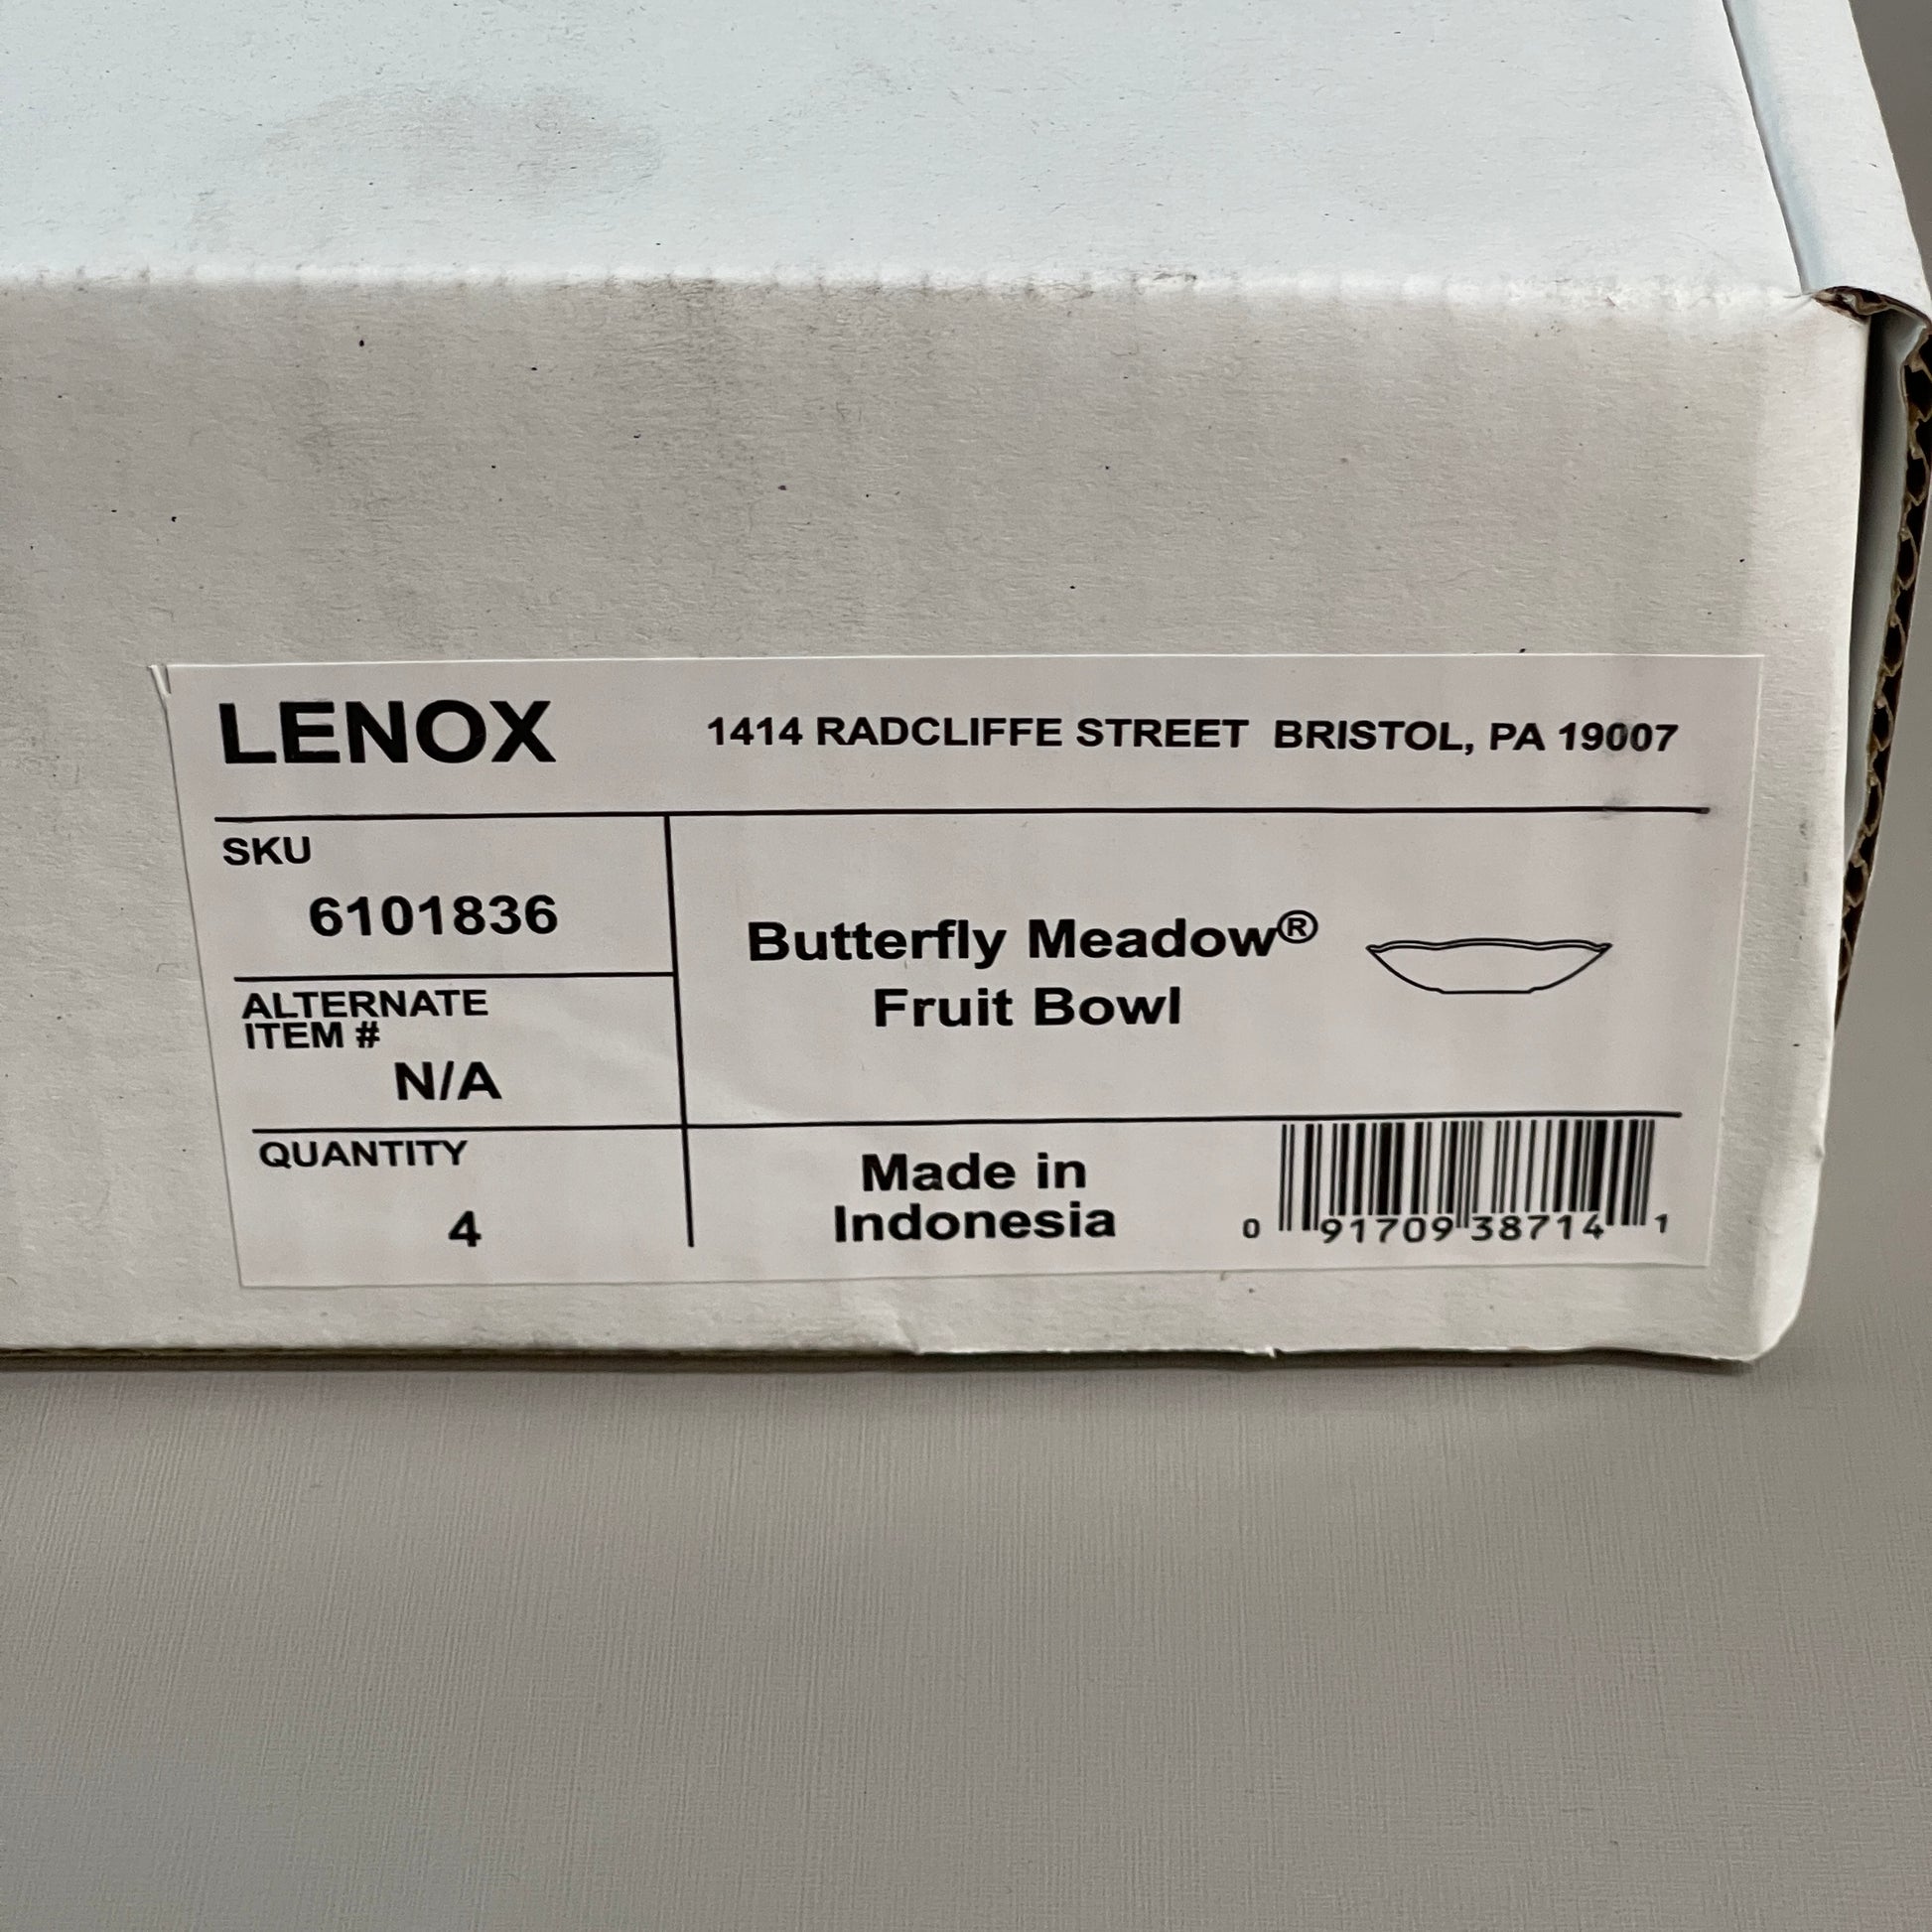 LENOX 1414 RADCLIFFE STREET BRISTOL, PA 19007
SKU
6101836
ALTERNATE
ITEM #
N/A
QUANTITY
4
Butterfly Meadow®
Fruit Bowl
Made in
Indonesia
0 91709 38714 1